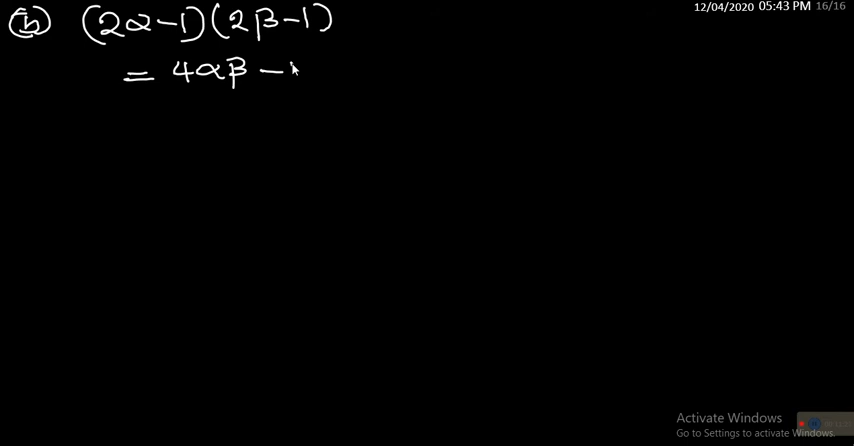 12/04/2020 05:43 PM 16/16
(b) (2α-1)(2β-1)
= 4αβ -
Activate Windows
Go to Settings to activate Windows.